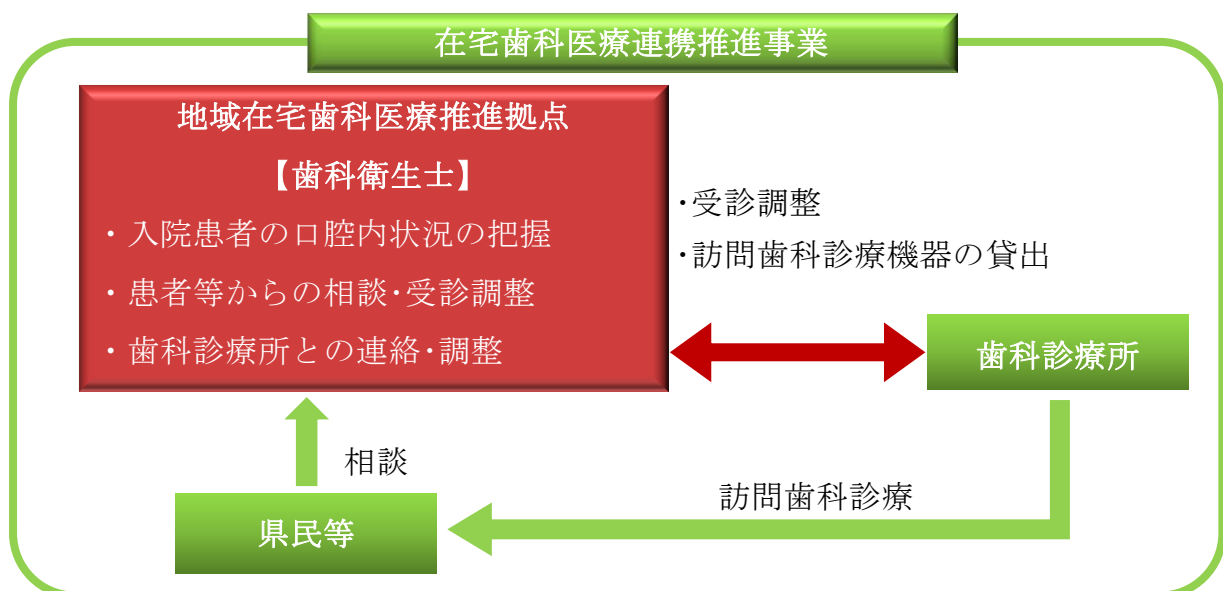 在宅歯科医療連携推進事業
地域在宅歯科医療推進拠点
【歯科衛生士】
・入院患者の口腔内状況の把握
・患者等からの相談･受診調整
・歯科診療所との連絡･調整
･受診調整
･訪問歯科診療機器の貸出
歯科診療所
相談
訪問歯科診療
県民等